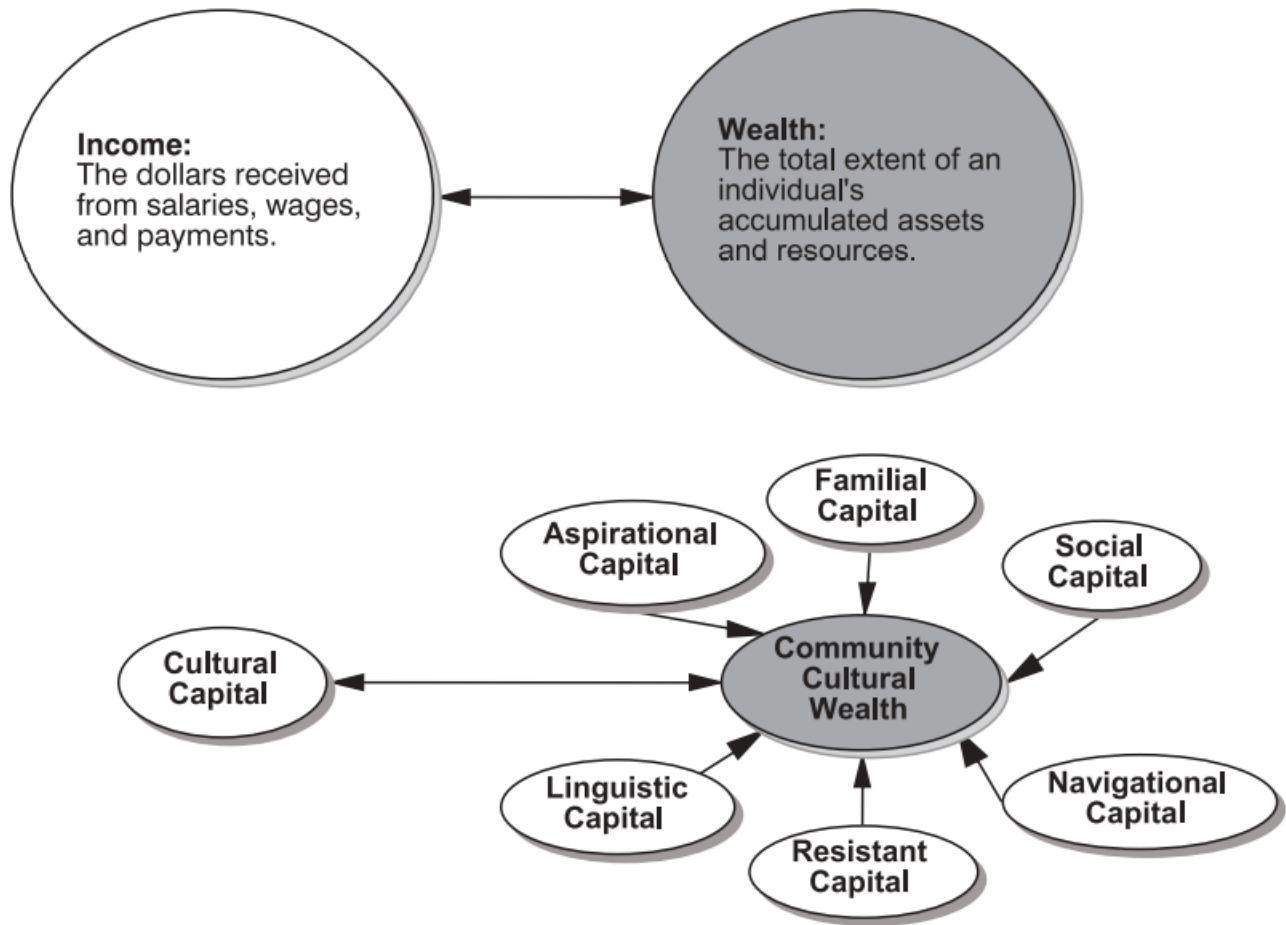 Income:
The dollars received
from salaries, wages,
and payments.
Wealth:
The total extent of an
individual's
accumulated assets
and resources.
Familial
Capital
Aspirational
Capital
Social
Capital
Cultural
Capital
Community
Cultural
Wealth
Linguistic
Capital
Navigational
Capital
Resistant
Capital